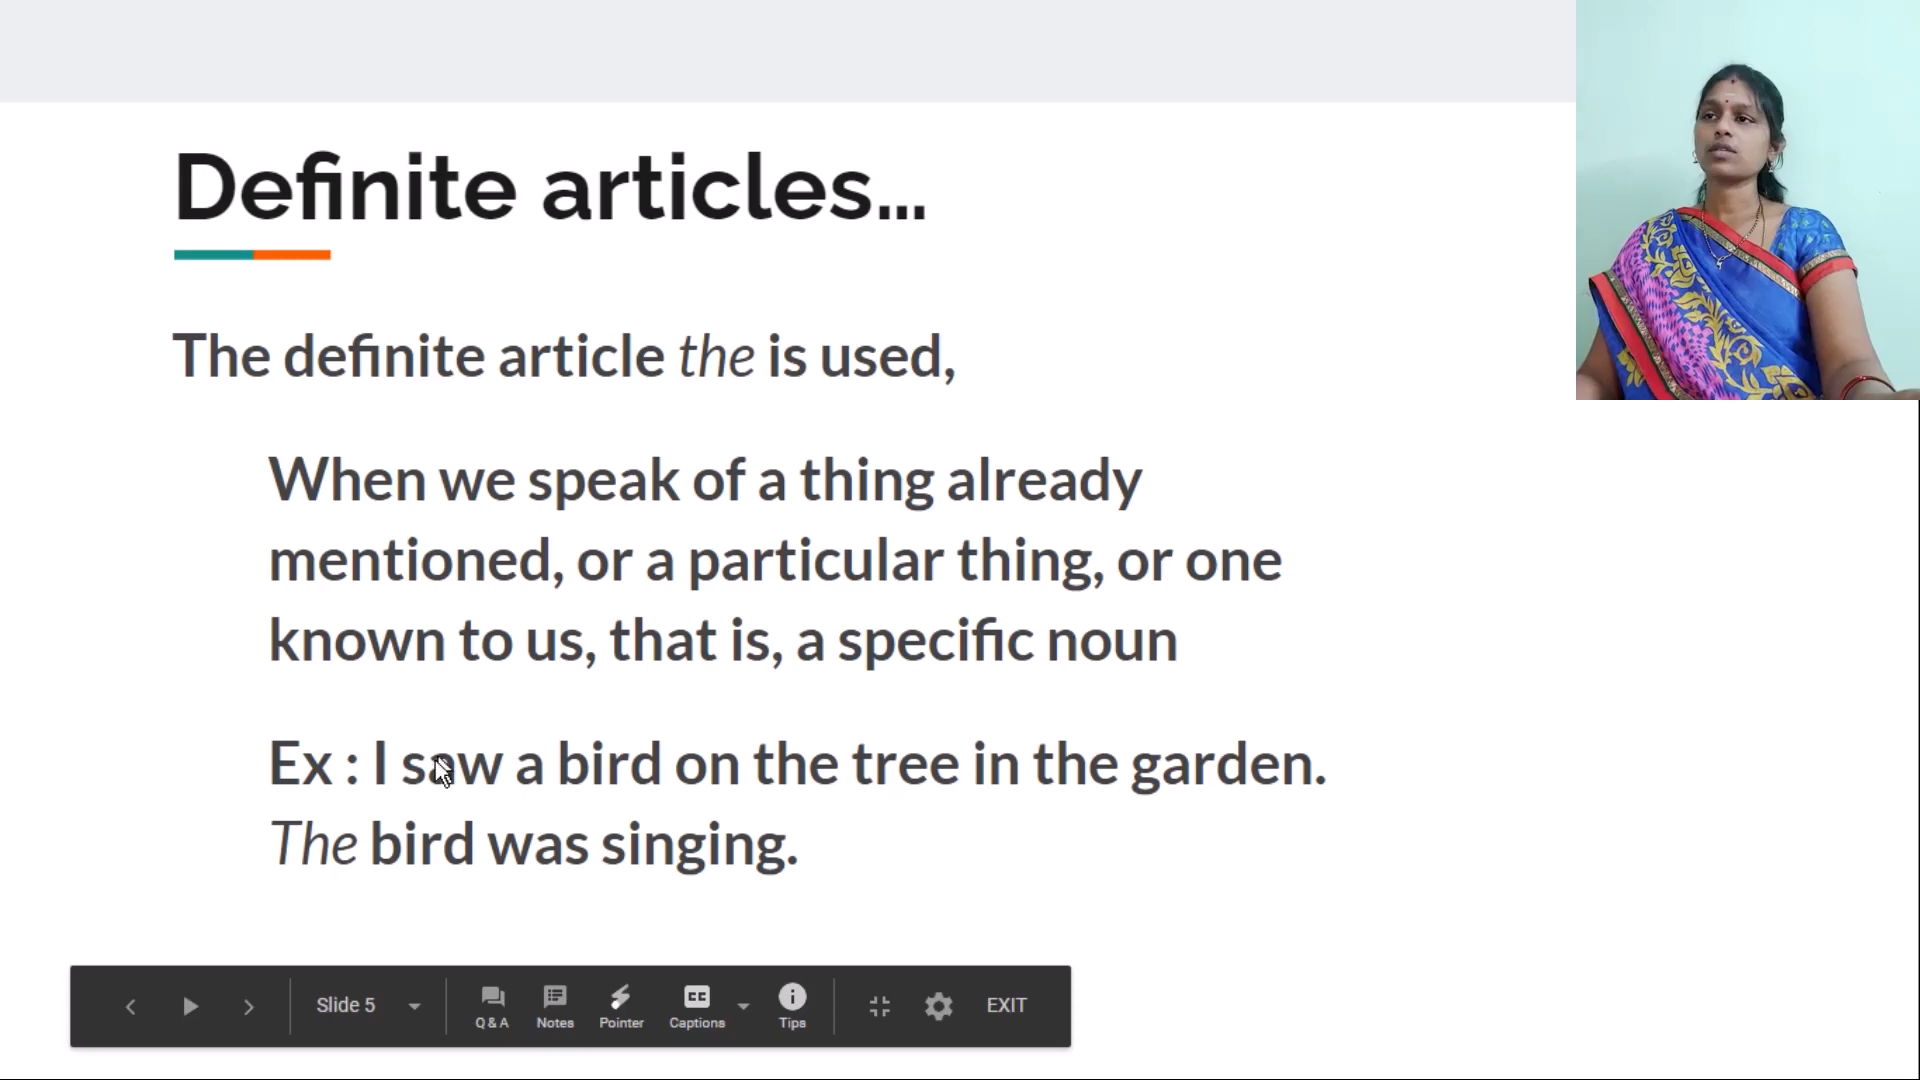 Definite articles...
The definite article the is used,
When we speak of a thing already
mentioned, or a particular thing, or one
known to us, that is, a specific noun
Ex : I saw a bird on the tree in the garden.
The bird was singing.
Slide 5
Q & A
Notes
Pointer
CC
Captions
Tips
EXIT